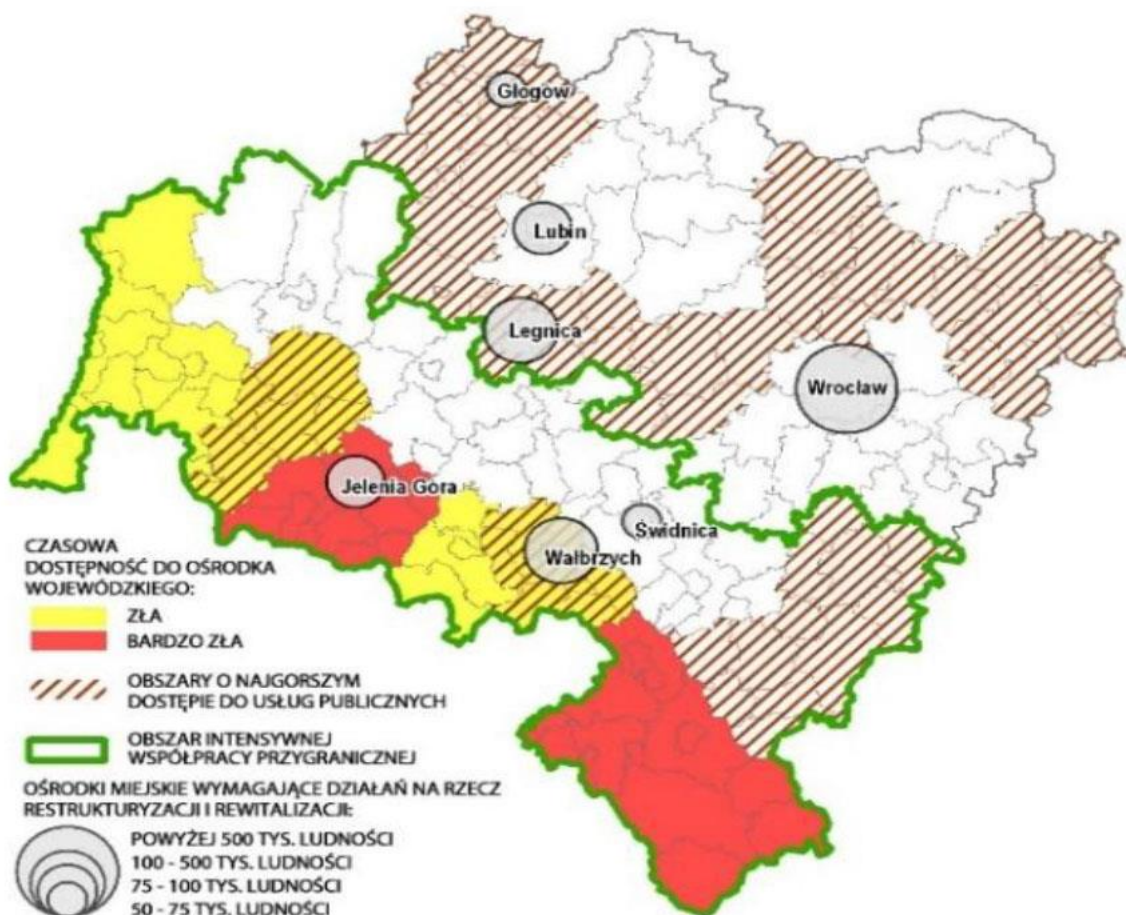 Głogów
Lubin
Legnica
Wrocław
Jelenia Góra
Świdnica
Wałbrzych
CZASOWA
DOSTĘPNOŚĆ DO OŚRODKA
WOJEWÓDZKIEGO:
ZŁA
BARDZO ZŁA
OBSZARY O NAJGORSZYM
DOSTĘPIE DO USŁUG PUBLICZNYCH
OBSZAR INTENSYWNEJ
WSPÓŁPRACY PRZYGRANICZNEJ
OŚRODKI MIEJSKIE WYMAGAJĄCE DZIAŁAŃ NA RZECZ
RESTRUKTURYZACJI I REWITALIZACJI:
POWYŻEJ 500 TYS. LUDNOŚCI
100 - 500 TYS. LUDNOŚCI
75 - 100 TYS. LUDNOŚCI
50 - 75 TYS. LUDNOŚCI